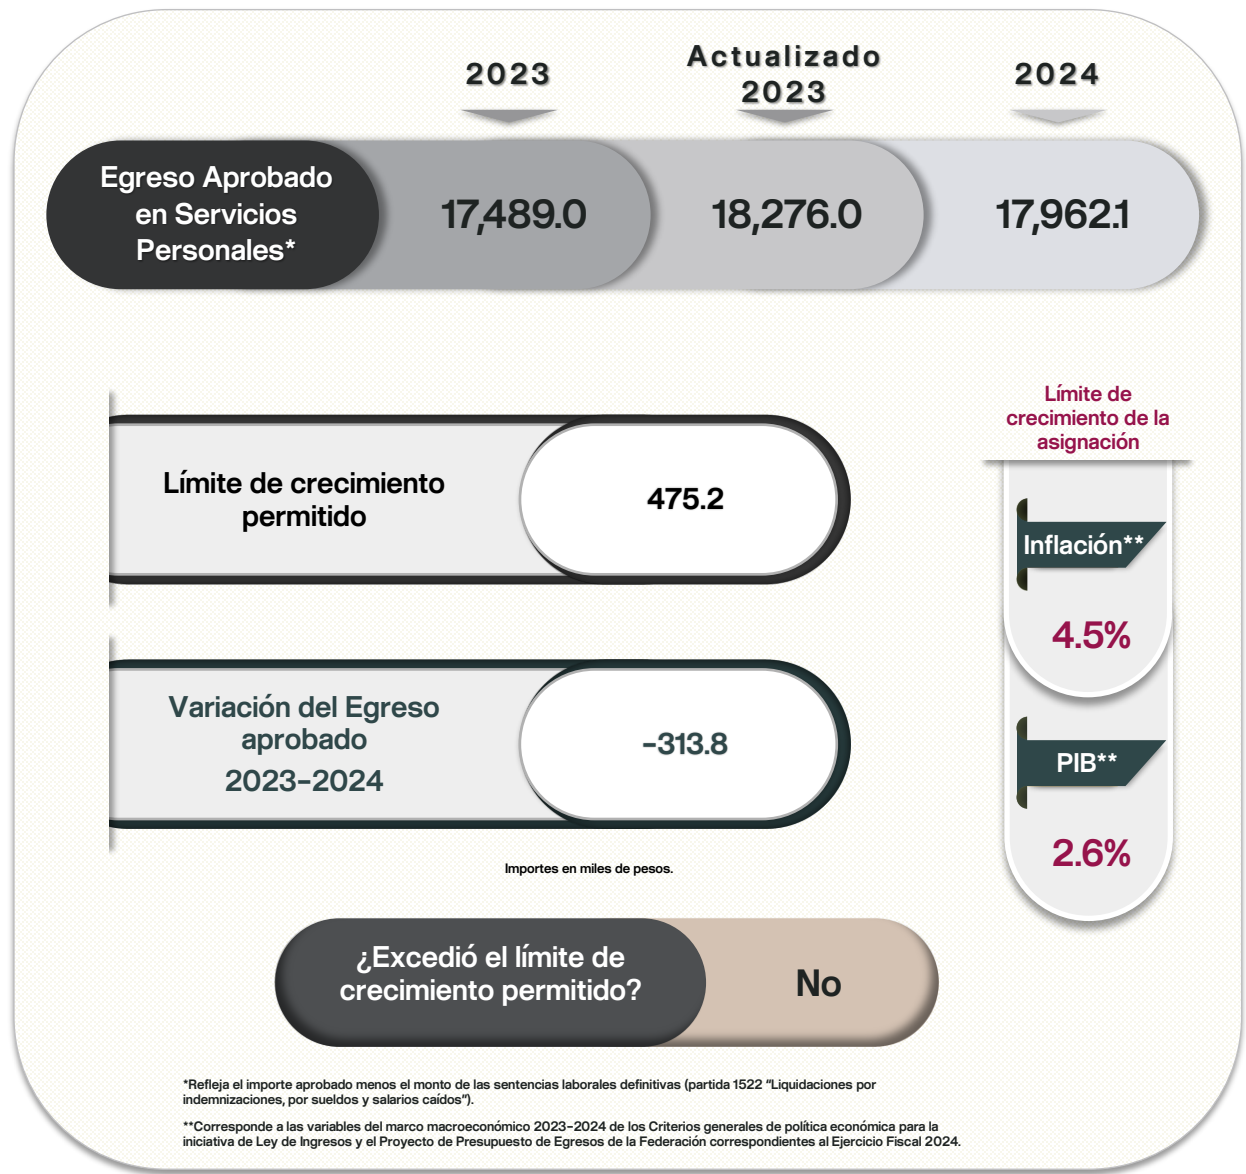 2023
Actualizado
2023
2024
Egreso Aprobado
en Servicios
Personales*
17,489.0
18,276.0
17,962.1
Límite de crecimiento
permitido
475.2
Variación del Egreso
aprobado
2023-2024
-313.8
Límite de
crecimiento de la
asignación
Inflación**
4.5%
PIB**
2.6%
Importes en miles de pesos.
¿Excedió el límite de
crecimiento permitido?
No
*Refleja el importe aprobado menos el monto de las sentencias laborales definitivas (partida 1522 "Liquidaciones por
indemnizaciones, por sueldos y salarios caídos").
**Corresponde a las variables del marco macroeconómico 2023-2024 de los Criterios generales de política económica para la
iniciativa de Ley de Ingresos y el Proyecto de Presupuesto de Egresos de la Federación correspondientes al Ejercicio Fiscal 2024.